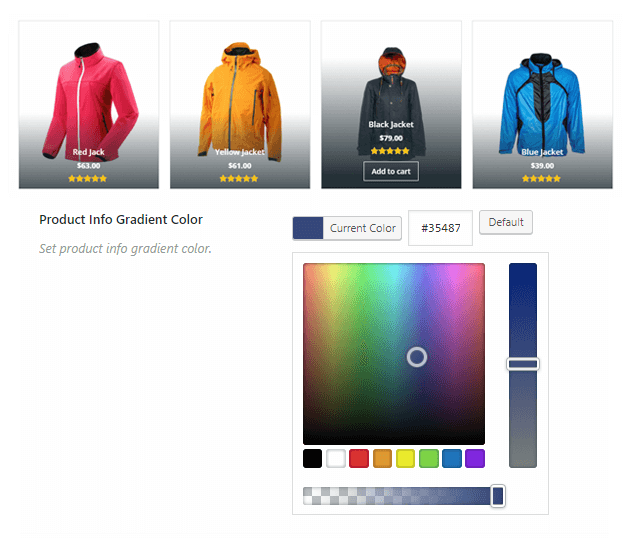 Red Jack
$63.00
Yellow Jacket
$61.00
Black Jacket
$79.00
Add to cart
Blue Jacket
$39.00
Product Info Gradient Color
Set product info gradient color.
Current Color
#35487
Default